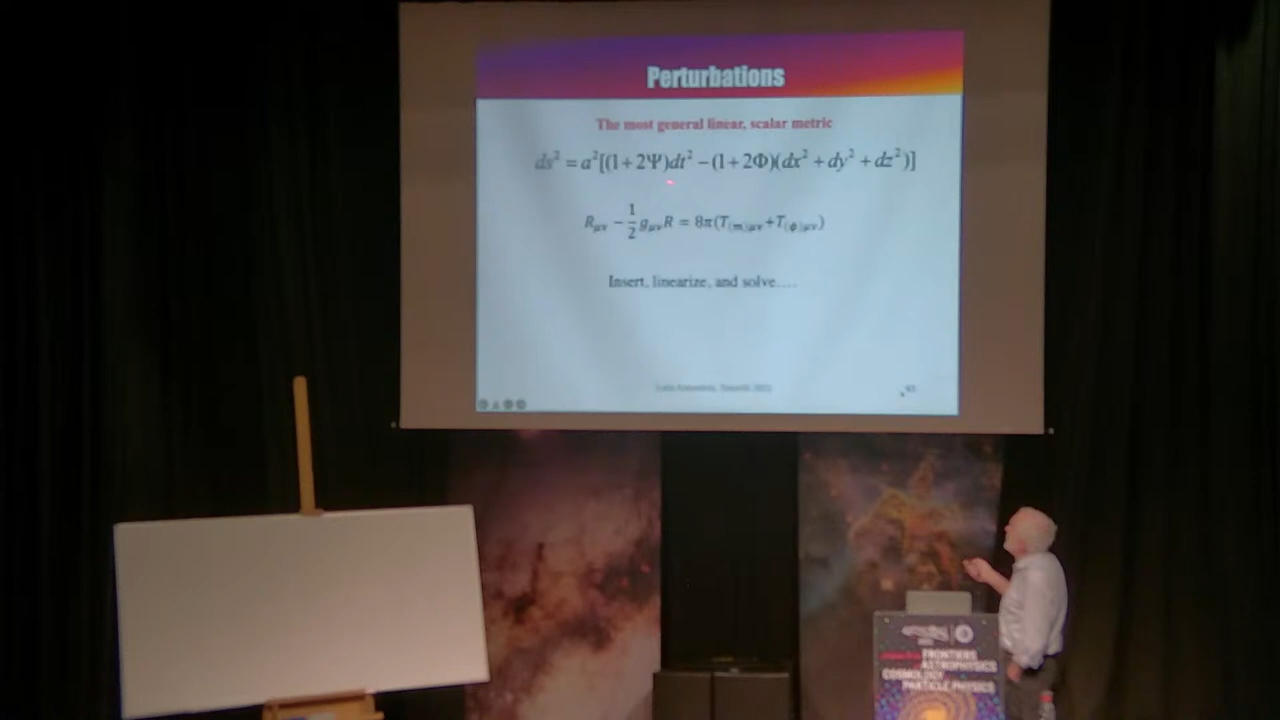 Perturbations
The most general linear, scalar metric
ds² = a²[(1+2Ψ)dt² −(1+2Φ)(dx² + dy² + dz²)]
R_μν − 1/2 g_μν R = 8π(T_(m)μν + T_(ϕ)μν)
Insert, linearize, and solve….
FRONTIERS
ASTROPHYSICS
COSMOLOGY
PARTICLE PHYSICS